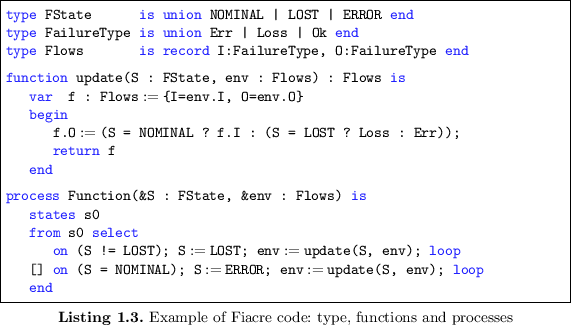 type FState      is union NOMINAL | LOST | ERROR end
type FailureType is union Err | Loss | Ok end
type Flows       is record I:FailureType, O:FailureType end
function update(S : FState, env : Flows) : Flows is
   var  f : Flows := {I=env.I, O=env.O}
   begin
      f.O := (S = NOMINAL ? f.I : (S = LOST ? Loss : Err));
      return f
   end
process Function(&S : FState, &env : Flows) is
   states s0
   from s0 select
      on (S != LOST); S := LOST; env := update(S, env); loop
   [] on (S = NOMINAL); S := ERROR; env := update(S, env); loop
   end
Listing 1.3. Example of Fiacre code: type, functions and processes